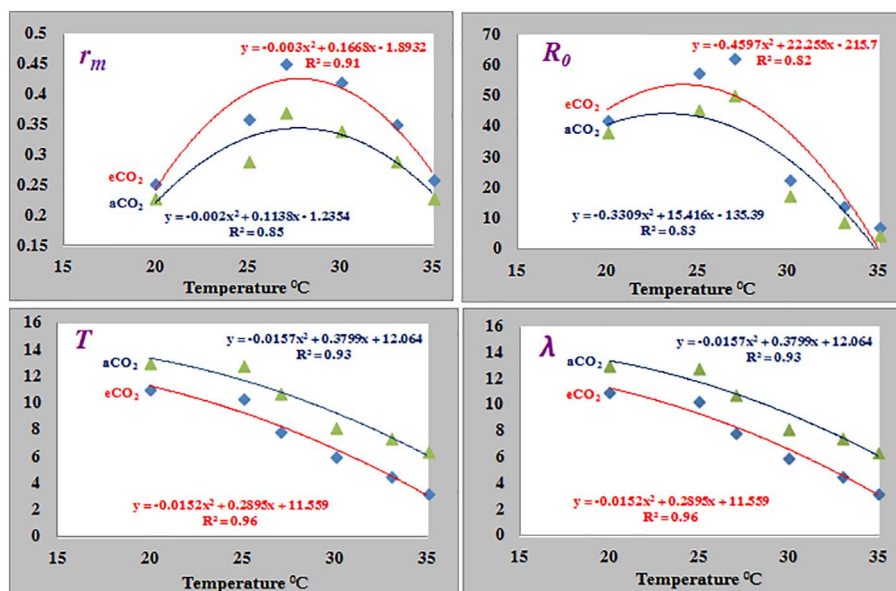 r_m
y = -0.003x² + 0.1668x - 1.8932
R² = 0.91
0.5
0.45
0.4
0.35
0.3
0.25
0.2
0.15
eCO₂
aCO₂
y = -0.002x² + 0.1138x - 1.2354
R² = 0.85
15 20 25 30 35
Temperature ⁰C
R₀
y = -0.4597x² + 22.255x - 215.7
R² = 0.82
100
90
80
70
60
50
40
30
20
10
0
eCO₂
aCO₂
y = -0.3309x² + 15.416x - 135.39
R² = 0.83
15 20 25 30 35
Temperature ⁰C
T
y = -0.0157x² + 0.3799x + 12.064
R² = 0.93
16
14
12
10
8
6
4
2
0
aCO₂
eCO₂
y = -0.0152x² + 0.2895x + 11.559
R² = 0.96
15 20 25 30 35
Temperature ⁰C
λ
y = -0.0157x² + 0.3799x + 12.064
R² = 0.93
16
14
12
10
8
6
4
2
0
aCO₂
eCO₂
y = -0.0152x² + 0.2895x + 11.559
R² = 0.96
15 20 25 30 35
Temperature ⁰C